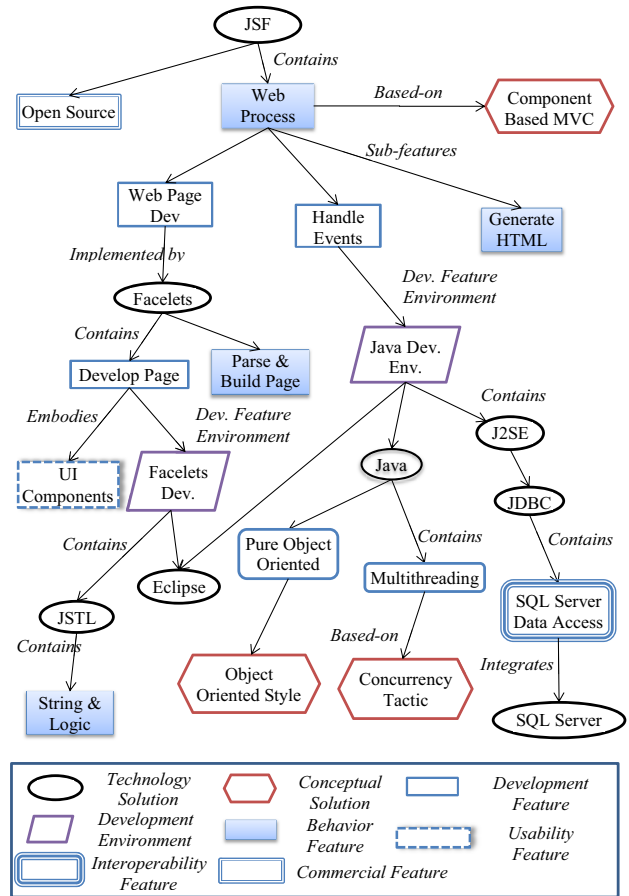 JSF
Contains
Open Source
Web
Process
Based-on
Component
Based MVC
Sub-features
Web Page
Dev
Handle
Events
Generate
HTML
Implemented by
Dev. Feature
Environment
Facelets
Contains
Parse &
Build Page
Java Dev.
Env.
Develop Page
Contains
Embodies
Dev. Feature
Environment
J2SE
UI
Components
Facelets
Dev.
Java
JDBC
Contains
Pure Object
Oriented
Contains
Contains
Eclipse
Multithreading
SQL Server
Data Access
JSTL
Based-on
Contains
Integrates
Object
Oriented Style
Concurrency
Tactic
String &
Logic
SQL Server
Technology
Solution
Conceptual
Solution
Development
Feature
Development
Environment
Behavior
Feature
Usability
Feature
Interoperability
Feature
Commercial Feature